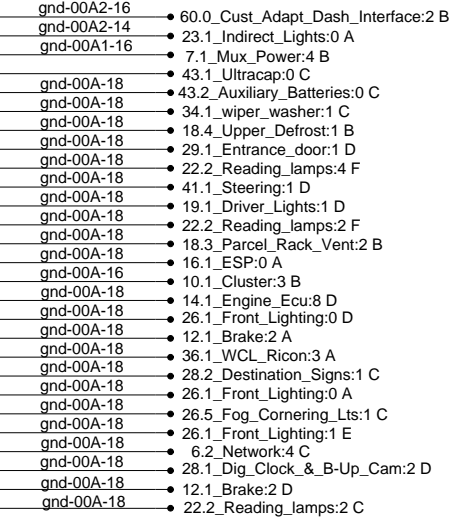 gnd-00A2-16 60.0_Cust_Adapt_Dash_Interface:2 B
gnd-00A2-14 23.1_Indirect_Lights:0 A
gnd-00A1-16 7.1_Mux_Power:4 B
43.1_Ultracap:0 C
gnd-00A-18 43.2_Auxiliary_Batteries:0 C
gnd-00A-18 34.1_wiper_washer:1 C
gnd-00A-18 18.4_Upper_Defrost:1 B
gnd-00A-18 29.1_Entrance_door:1 D
gnd-00A-18 22.2_Reading_lamps:4 F
gnd-00A-18 41.1_Steering:1 D
gnd-00A-18 19.1_Driver_Lights:1 D
gnd-00A-18 22.2_Reading_lamps:2 F
gnd-00A-18 18.3_Parcel_Rack_Vent:2 B
gnd-00A-18 16.1_ESP:0 A
gnd-00A-16 10.1_Cluster:3 B
gnd-00A-18 14.1_Engine_Ecu:8 D
gnd-00A-18 26.1_Front_Lighting:0 D
gnd-00A-18 12.1_Brake:2 A
gnd-00A-18 36.1_WCL_Ricon:3 A
gnd-00A-18 28.2_Destination_Signs:1 C
gnd-00A-18 26.1_Front_Lighting:0 A
gnd-00A-18 26.5_Fog_Cornering_Lts:1 C
gnd-00A-18 26.1_Front_Lighting:1 E
gnd-00A-18 6.2_Network:4 C
gnd-00A-18 28.1_Dig_Clock_&_B-Up_Cam:2 D
gnd-00A-18 12.1_Brake:2 D
gnd-00A-18 22.2_Reading_lamps:2 C